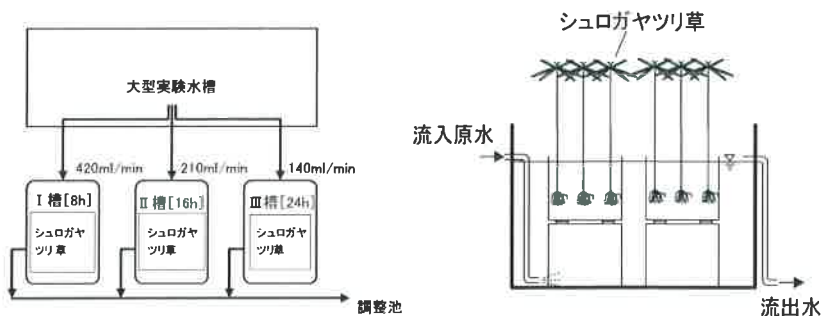 大型実験水槽
420ml/min
210ml/min
140ml/min
Ⅰ槽[8h]
シュロガヤ
ツリ草
Ⅱ槽[16h]
シュロガヤ
ツリ草
Ⅲ槽[24h]
シュロガヤ
ツリ草
調整池
シュロガヤツリ草
流入原水
流出水